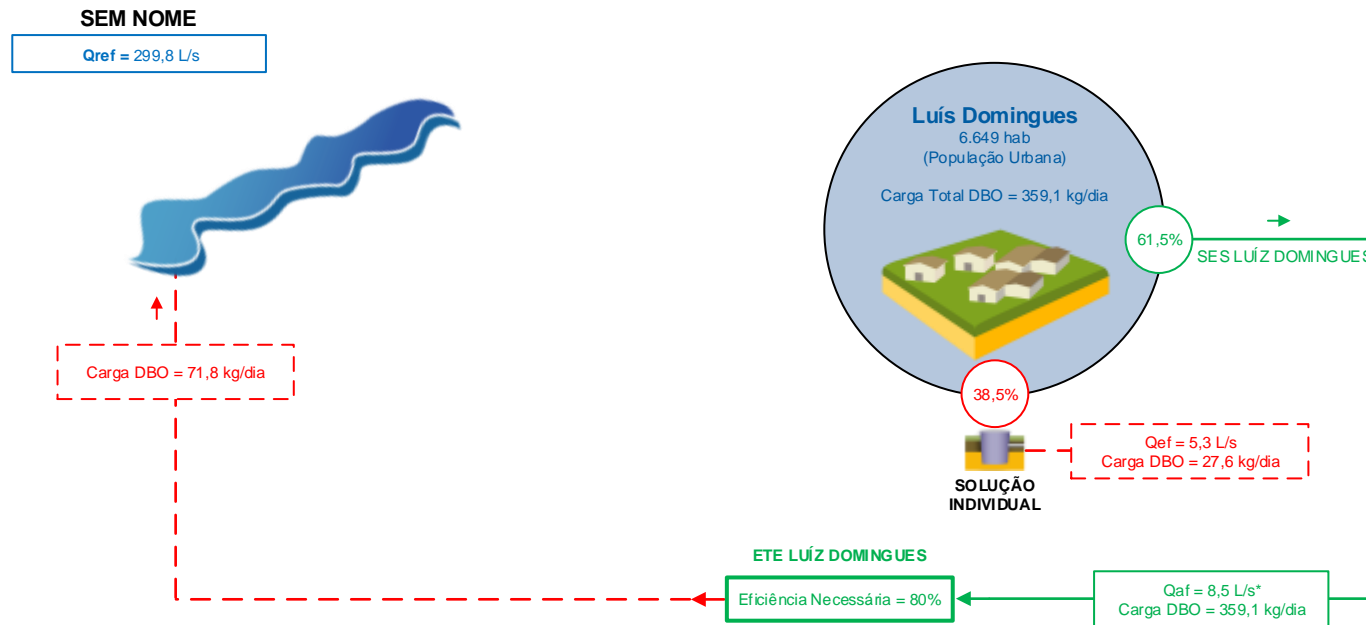 SEM NOME
Qref = 299,8 L/s
Luís Domingues
6.649 hab
(População Urbana)
Carga Total DBO = 359,1 kg/dia
61,5%
SES LUÍZ DOMINGUES
38,5%
SOLUÇÃO
INDIVIDUAL
Qef = 5,3 L/s
Carga DBO = 27,6 kg/dia
Carga DBO = 71,8 kg/dia
ETE LUÍZ DOMINGUES
Eficiência Necessária = 80%
Qaf = 8,5 L/s*
Carga DBO = 359,1 kg/dia